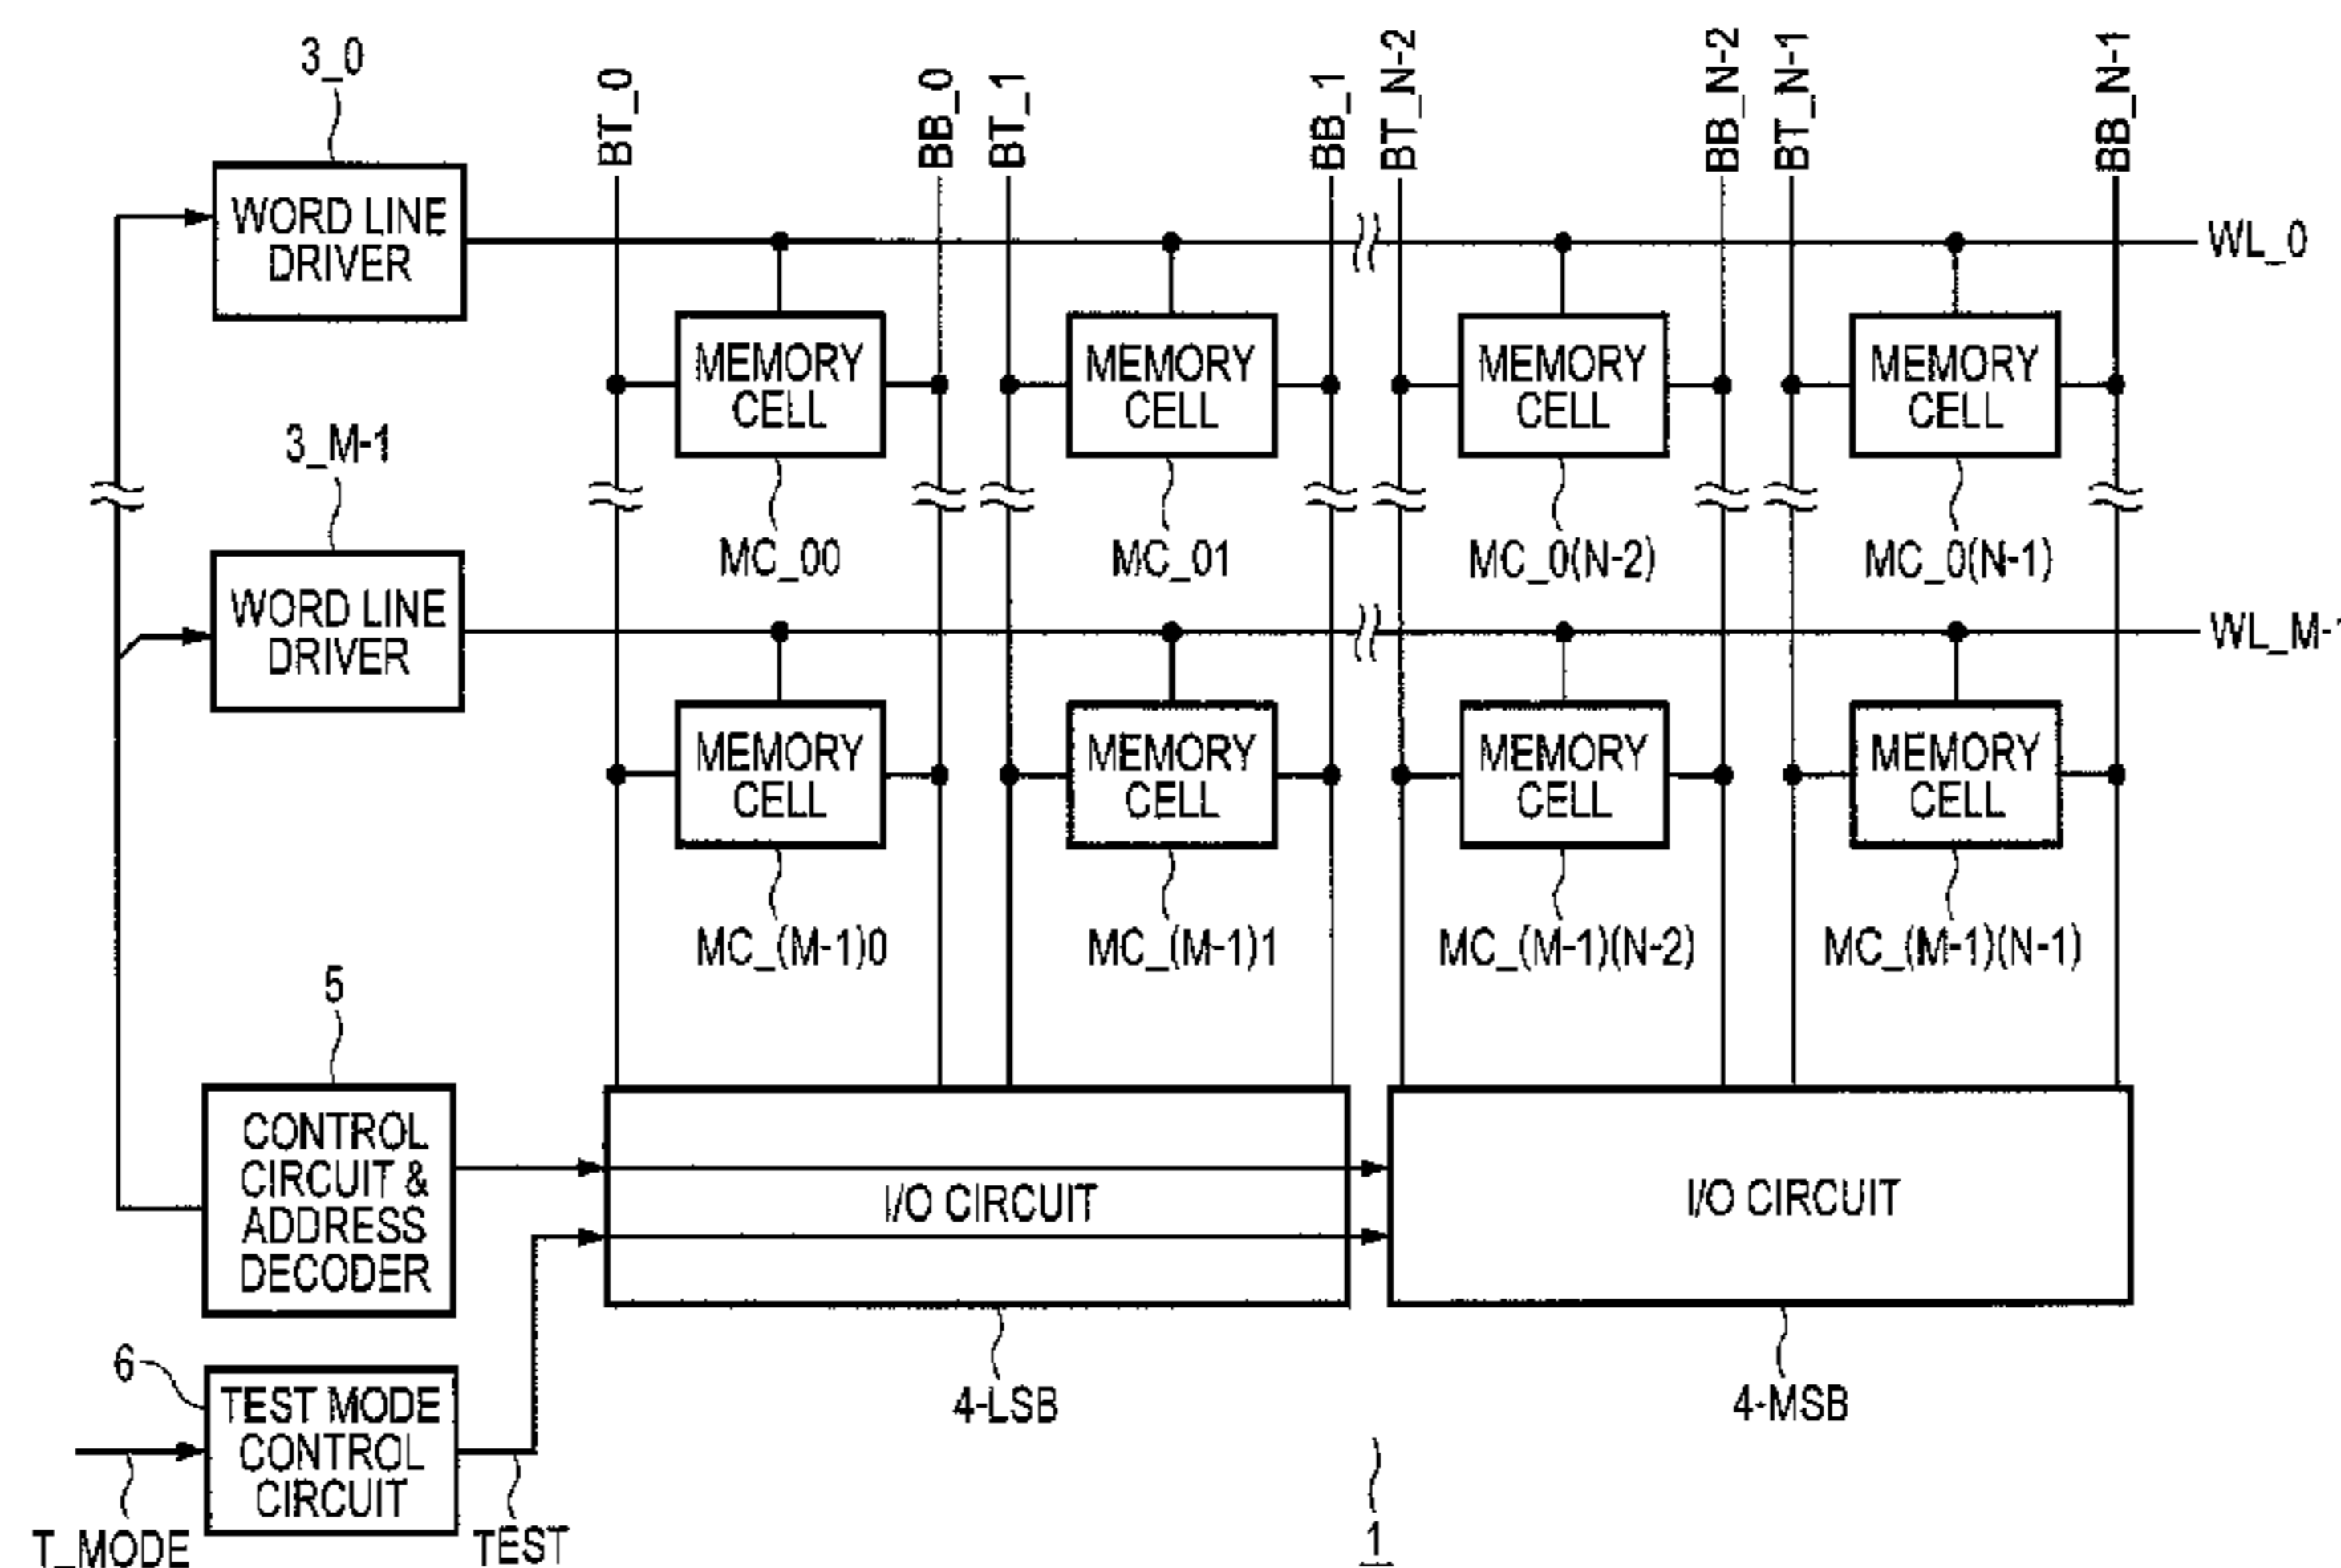 3_0
BT_0
BB_0
BT_1
BB_1
BT_N-2
BB_N-2
BT_N-1
BB_N-1
WORD LINE
DRIVER
WL_0
MEMORY
CELL
MEMORY
CELL
MEMORY
CELL
MEMORY
CELL
3_M-1
MC_00
MC_01
MC_0(N-2)
MC_0(N-1)
WORD LINE
DRIVER
WL_M-1
MEMORY
CELL
MEMORY
CELL
MEMORY
CELL
MEMORY
CELL
MC_(M-1)0
MC_(M-1)1
MC_(M-1)(N-2)
MC_(M-1)(N-1)
5
CONTROL
CIRCUIT &
ADDRESS
DECODER
I/O CIRCUIT
I/O CIRCUIT
6
TEST MODE
CONTROL
CIRCUIT
4-LSB
4-MSB
T_MODE
TEST
1